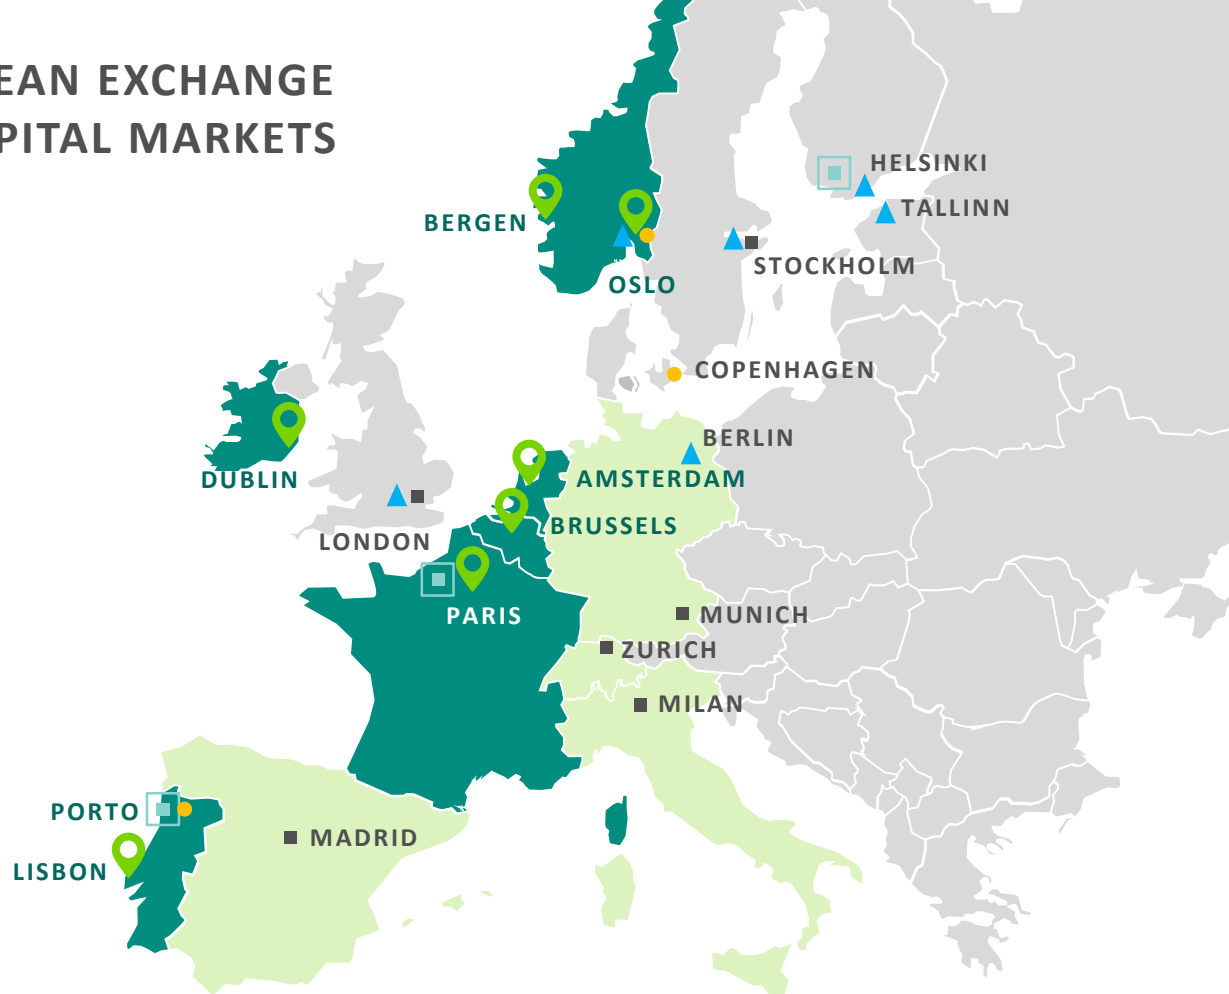 EAN EXCHANGE
PITAL MARKETS
HELSINKI
TALLINN
BERGEN
STOCKHOLM
OSLO
COPENHAGEN
BERLIN
DUBLIN
AMSTERDAM
BRUSSELS
LONDON
PARIS
MUNICH
ZURICH
MILAN
PORTO
MADRID
LISBON